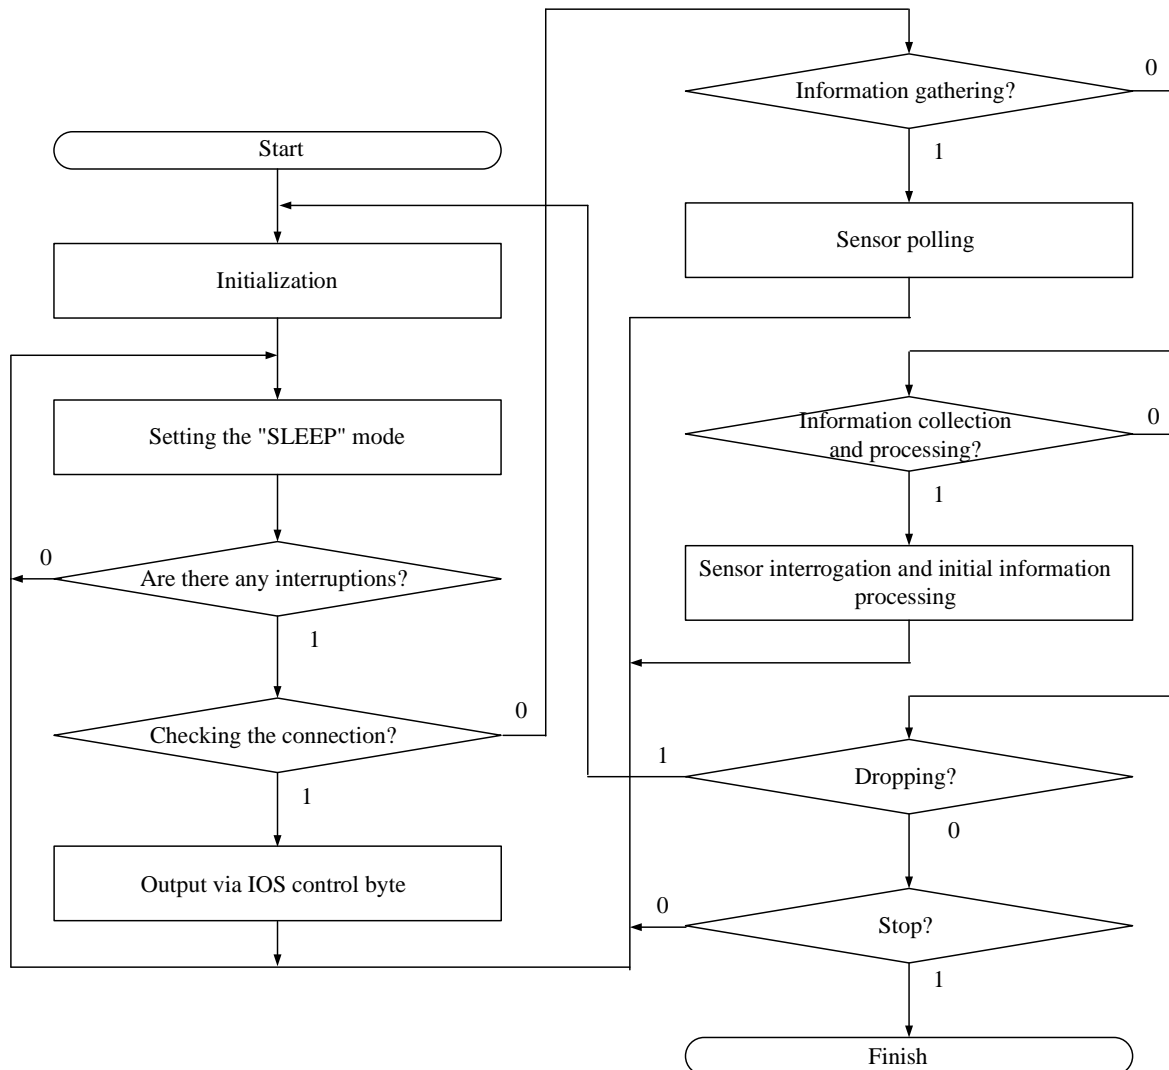 Start
Initialization
Setting the "SLEEP" mode
0
Are there any interruptions?
1
0
Checking the connection?
1
Output via IOS control byte
0
Information gathering?
1
Sensor polling
Information collection
and processing?
0
1
Sensor interrogation and initial information
processing
1
Dropping?
0
0
Stop?
1
Finish